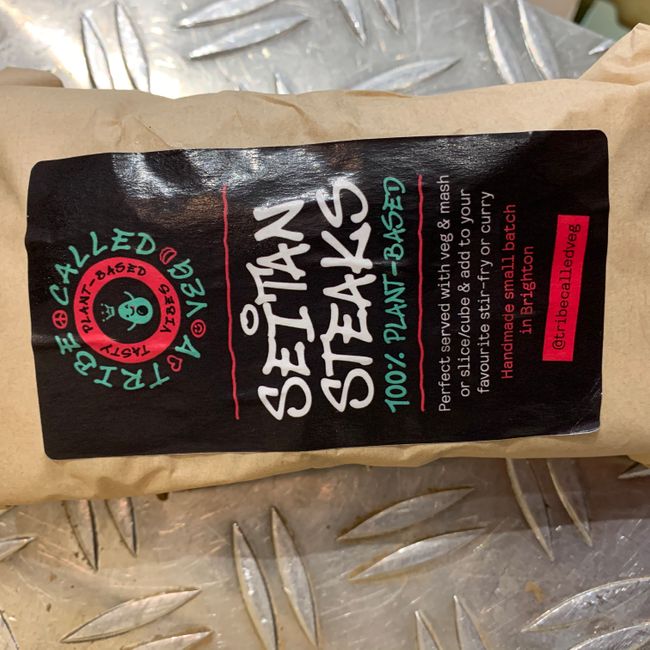 A TRIBE CALLED VEG
TASTY PLANT-BASED VIBES
SEITAN
STEAKS
100% PLANT-BASED
Perfect served with veg & mash
or slice/cube & add to your
favourite stir-fry or curry
Handmade small batch
in Brighton
@tribecalledveg